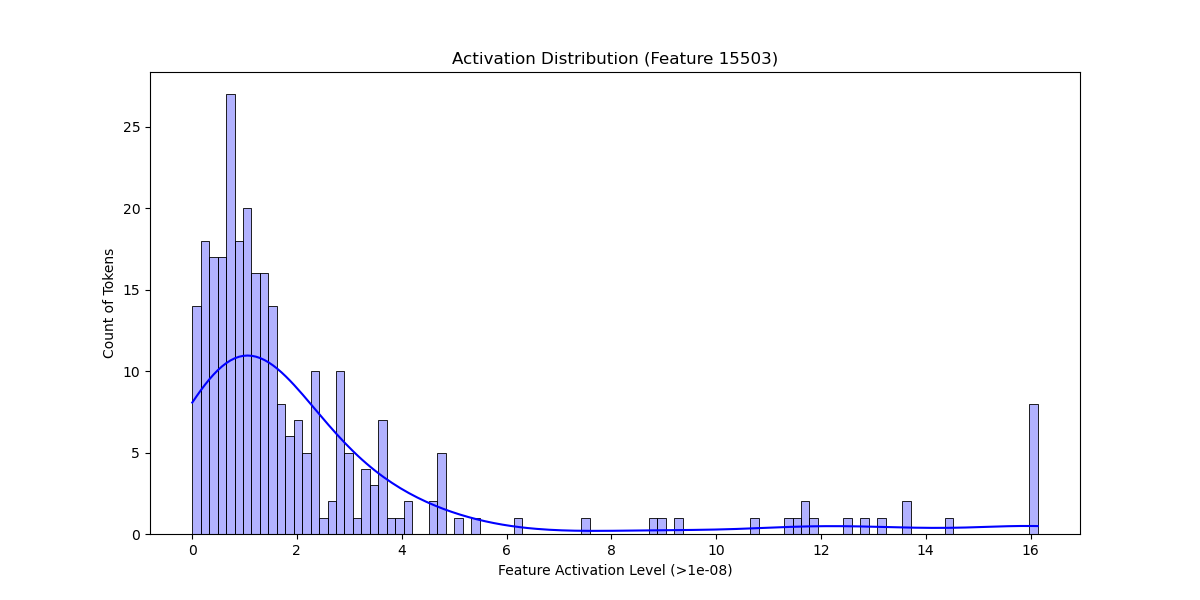 Activation Distribution (Feature 15503)
25
20
15
10
5
0
Count of Tokens
0 2 4 6 8 10 12 14 16
Feature Activation Level (>1e-08)